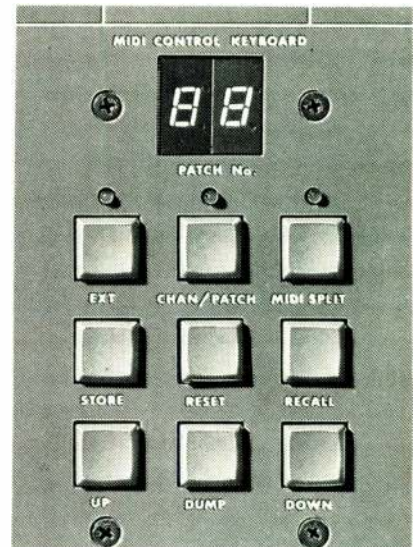 MIDI CONTROL KEYBOARD
88
PATCH No.
EXT CHAN/PATCH MIDI SPLIT
STORE RESET RECALL
UP DUMP DOWN